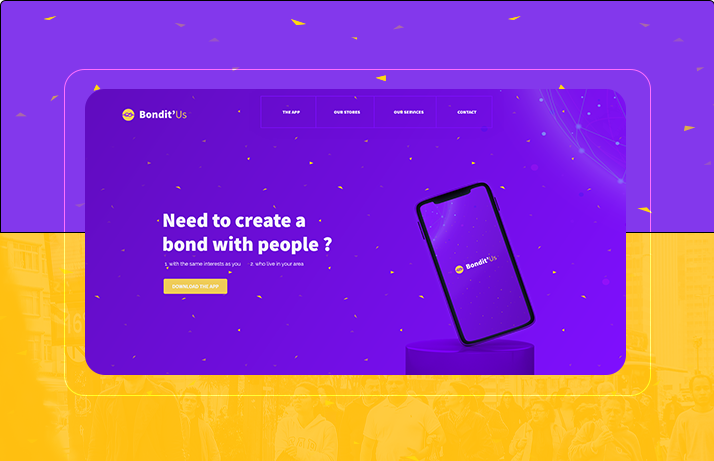 Bondit'Us
THE APP OUR STORES OUR SERVICES CONTACT
Need to create a
bond with people ?
1. with the same interests as you 2. who live in your area
DOWNLOAD THE APP
Bondit'Us